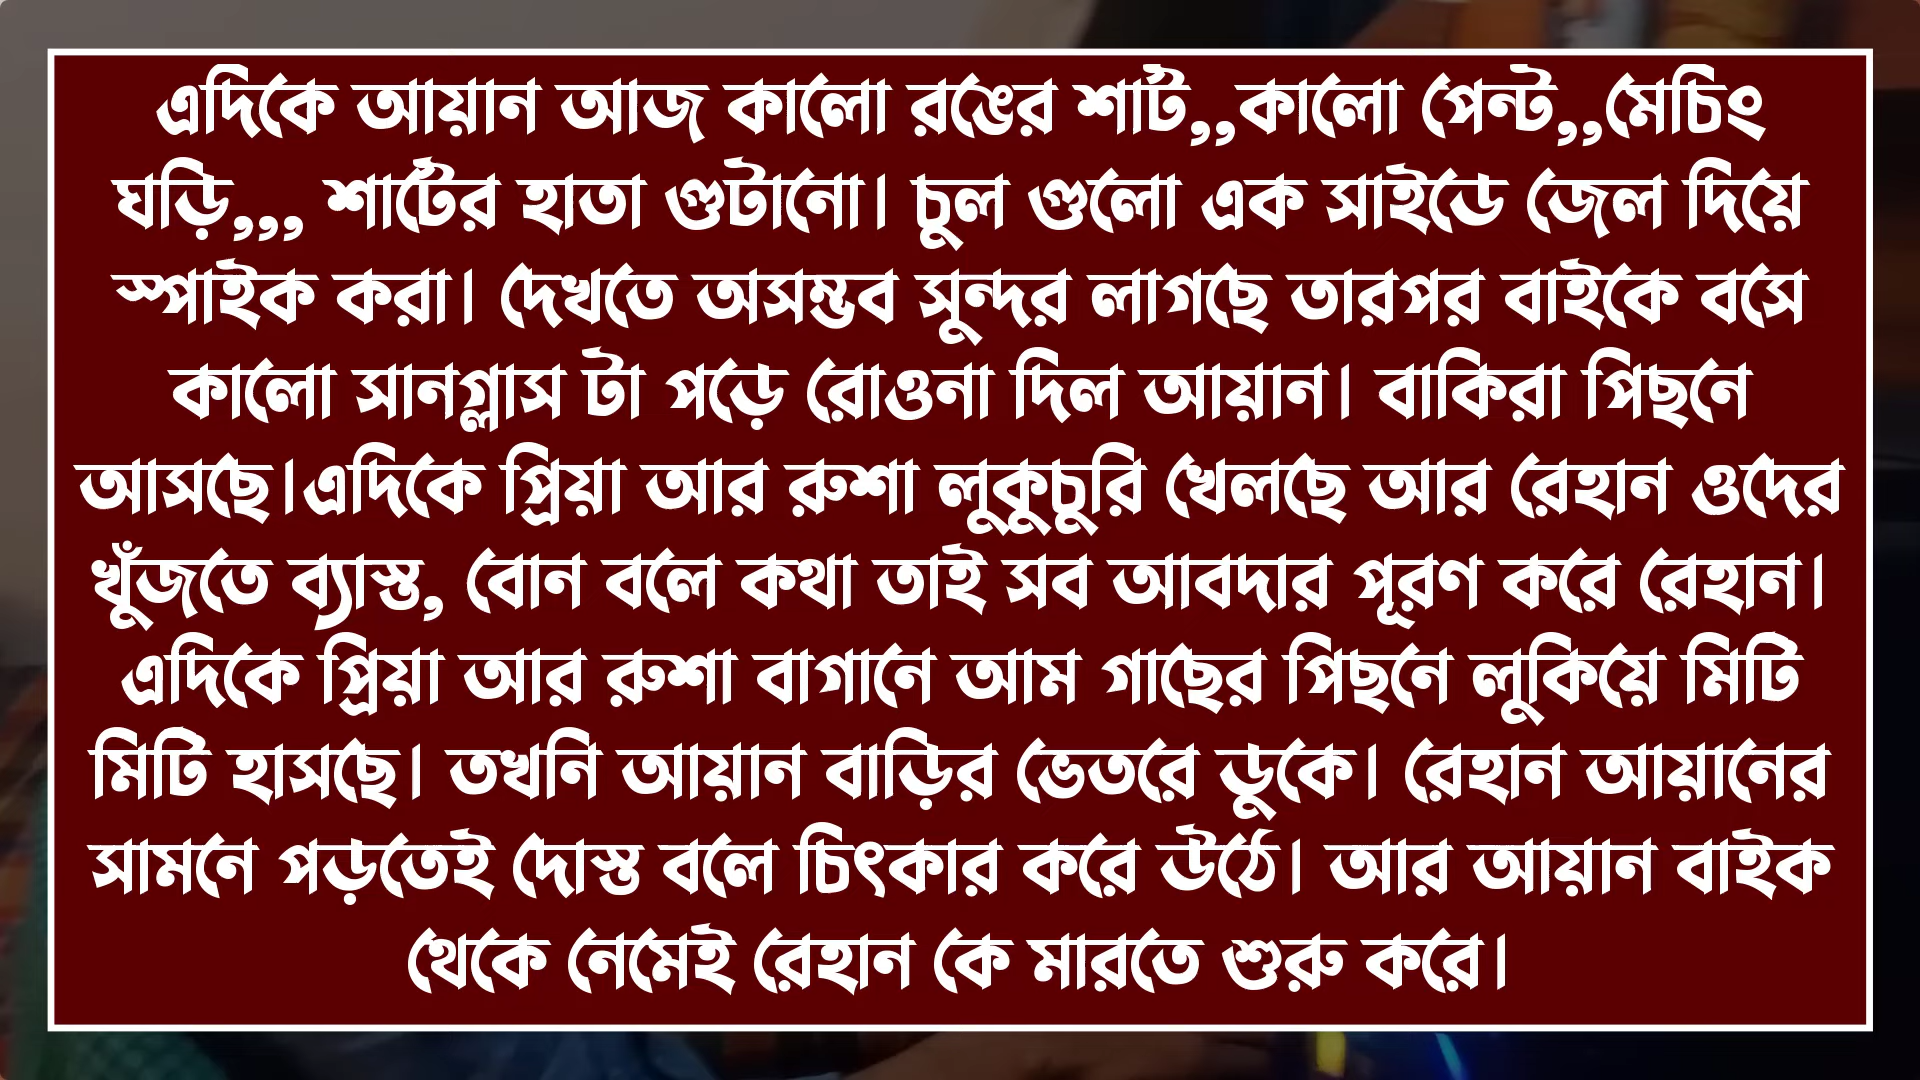 এদিকে আয়ান আজ কালো রঙের শার্ট,,কালো পেন্ট,,মেচিং
ঘড়ি,,, শার্টের হাতা গুটানো। চুল গুলো এক সাইডে জেল দিয়ে
স্পাইক করা। দেখতে অসম্ভব সুন্দর লাগছে তারপর বাইকে বসে
কালো সানগ্লাস টা পড়ে রোওনা দিল আয়ান। বাকিরা পিছনে
আসছে।এদিকে প্রিয়া আর রুশা লুকুচুরি খেলছে আর রেহান ওদের
খুঁজতে ব্যাস্ত, বোন বলে কথা তাই সব আবদার পূরণ করে রেহান।
এদিকে প্রিয়া আর রুশা বাগানে আম গাছের পিছনে লুকিয়ে মিটি
মিটি হাসছে। তখনি আয়ান বাড়ির ভেতরে ডুকে। রেহান আয়ানের
সামনে পড়তেই দোস্ত বলে চিৎকার করে উঠে। আর আয়ান বাইক
থেকে নেমেই রেহান কে মারতে শুরু করে।